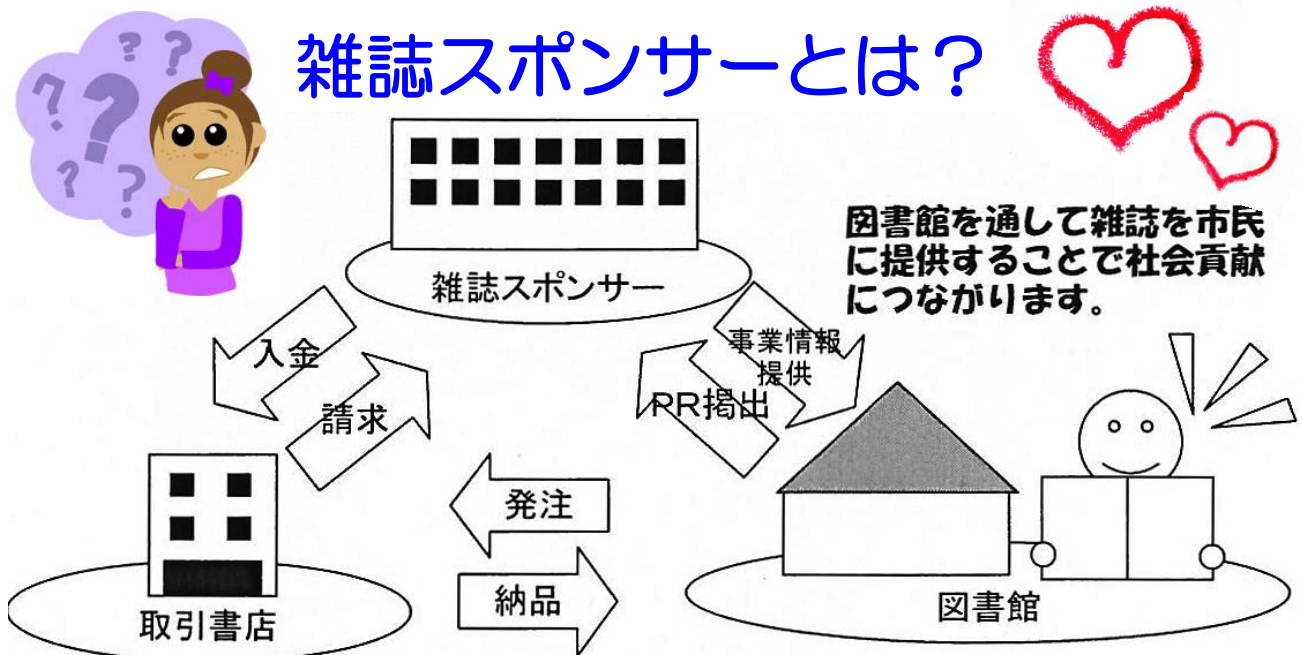 雑誌スポンサーとは？
図書館を通して雑誌を市民
に提供することで社会貢献
につながります。
雑誌スポンサー
入金
請求
事業情報
提供
PR掲出
発注
納品
取引書店
図書館
? ? ? ? ? ?